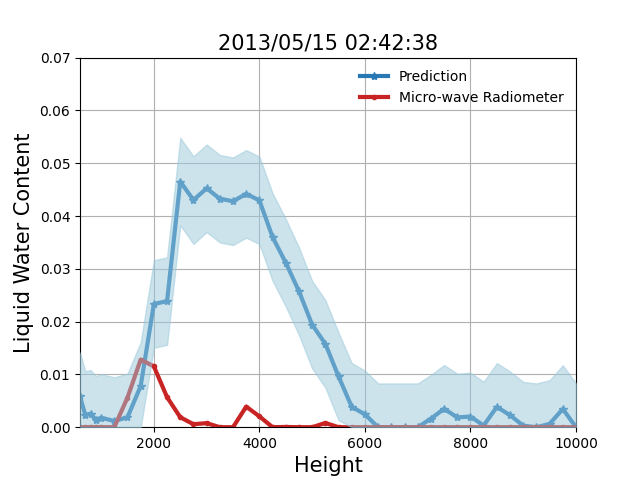 2013/05/15 02:42:38
Prediction
Micro-wave Radiometer
Liquid Water Content
0.07
0.06
0.05
0.04
0.03
0.02
0.01
0.00
2000 4000 6000 8000 10000
Height